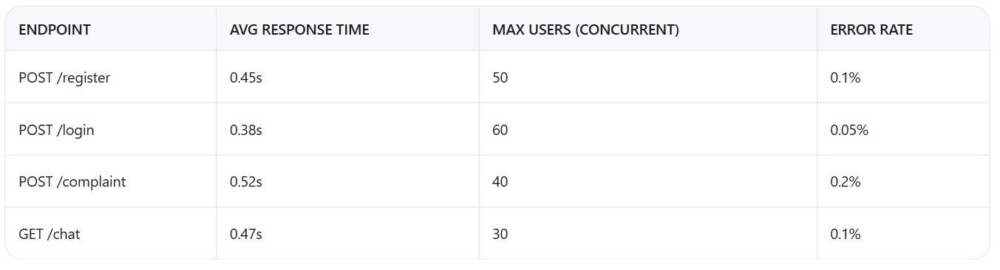 ENDPOINT AVG RESPONSE TIME MAX USERS (CONCURRENT) ERROR RATE
POST /register 0.45s 50 0.1%
POST /login 0.38s 60 0.05%
POST /complaint 0.52s 40 0.2%
GET /chat 0.47s 30 0.1%